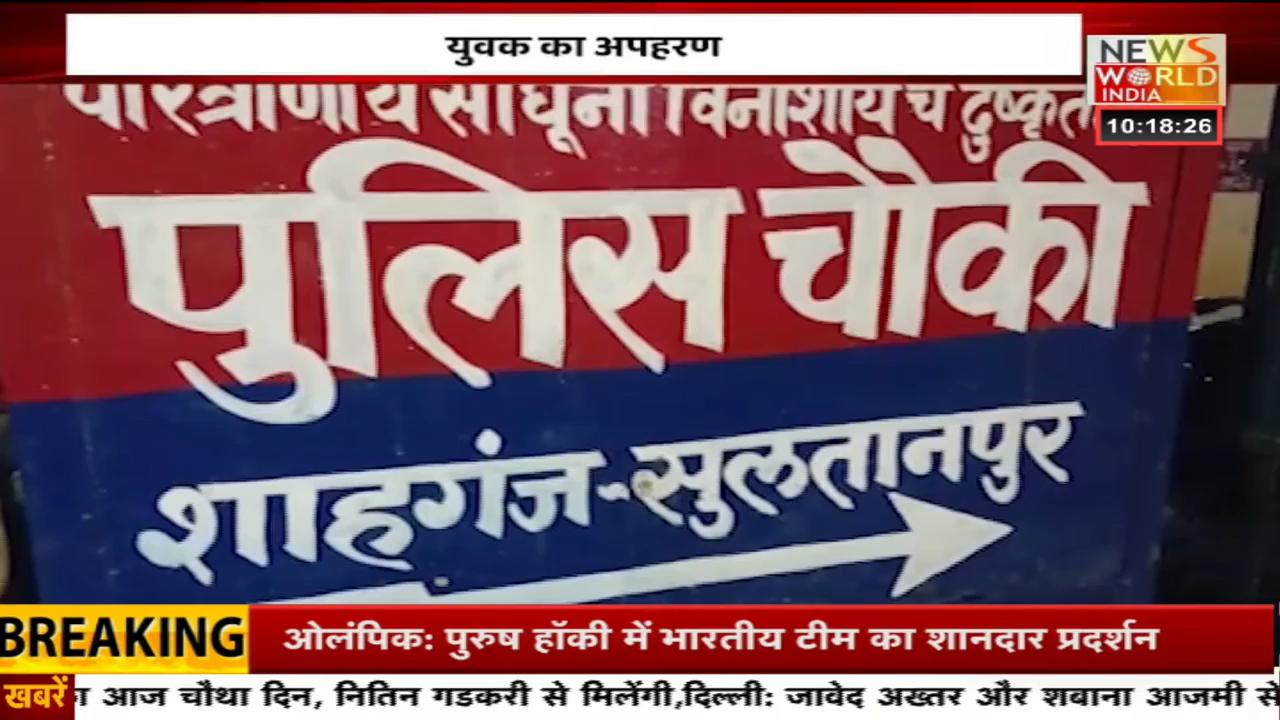 युवक का अपहरण
NEWS
WORLD
INDIA
10:18:26
परित्राणाय साधूनां विनाशाय च दुष्कृत
पुलिस चौकी
शाहगंज-सुलतानपुर
BREAKING
ओलंपिक: पुरुष हॉकी में भारतीय टीम का शानदार प्रदर्शन
खबरें
आज चौथा दिन, नितिन गडकरी से मिलेंगी,दिल्ली: जावेद अख्तर और शबाना आजमी से